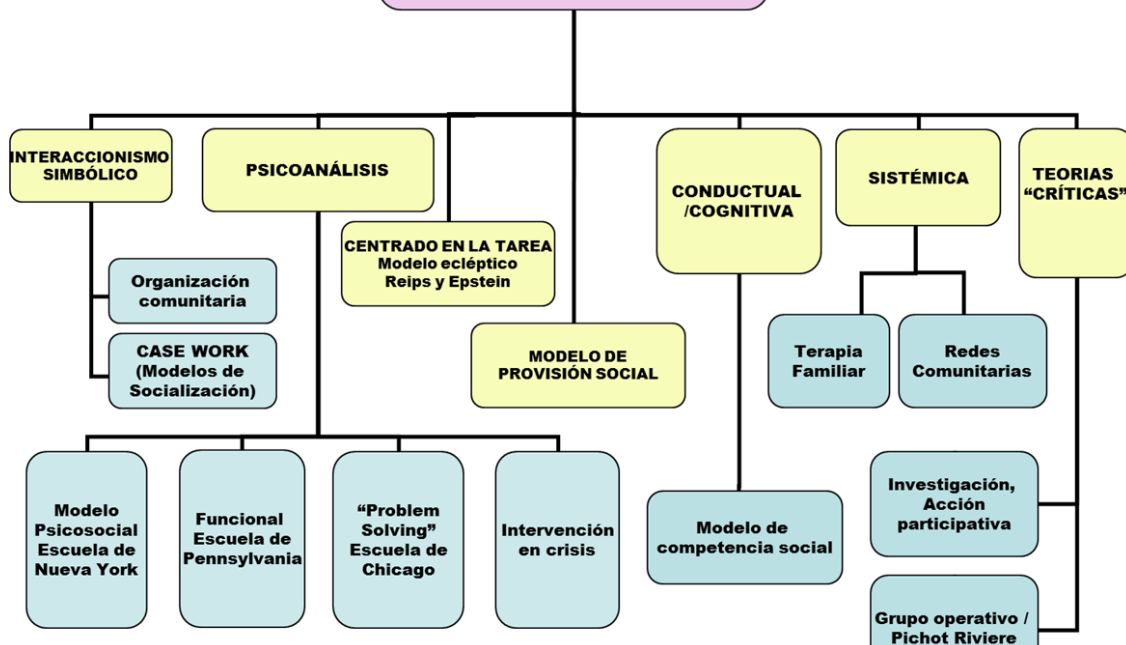 INTERACCIONISMO
SIMBÓLICO
PSICOANÁLISIS
CENTRADO EN LA TAREA
Modelo ecléptico
Reips y Epstein
MODELO DE
PROVISIÓN SOCIAL
CONDUCTUAL
/COGNITIVA
SISTÉMICA
TEORIAS
“CRÍTICAS”
Organización
comunitaria
CASE WORK
(Modelos de
Socialización)
Terapia
Familiar
Redes
Comunitarias
Modelo
Psicosocial
Escuela de
Nueva York
Funcional
Escuela de
Pennsylvania
“Problem
Solving”
Escuela de
Chicago
Intervención
en crisis
Modelo de
competencia social
Investigación,
Acción
participativa
Grupo operativo /
Pichot Riviere